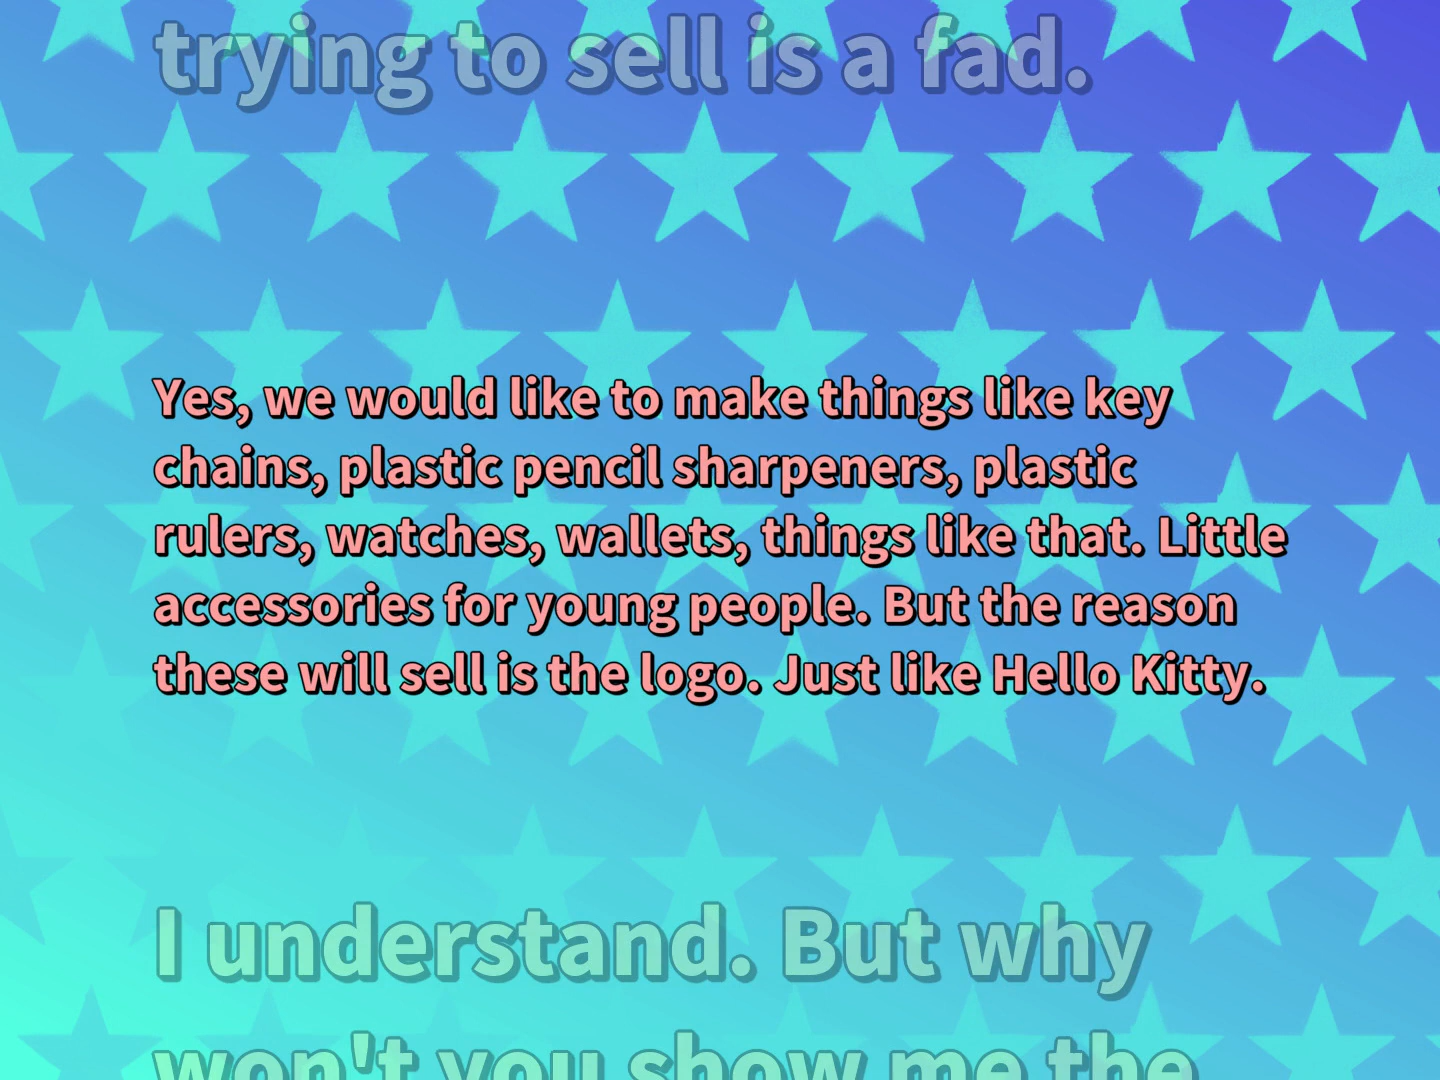 trying to sell is a fad.
Yes, we would like to make things like key
chains, plastic pencil sharpeners, plastic
rulers, watches, wallets, things like that. Little
accessories for young people. But the reason
these will sell is the logo. Just like Hello Kitty.
I understand. But why
won't you show me the